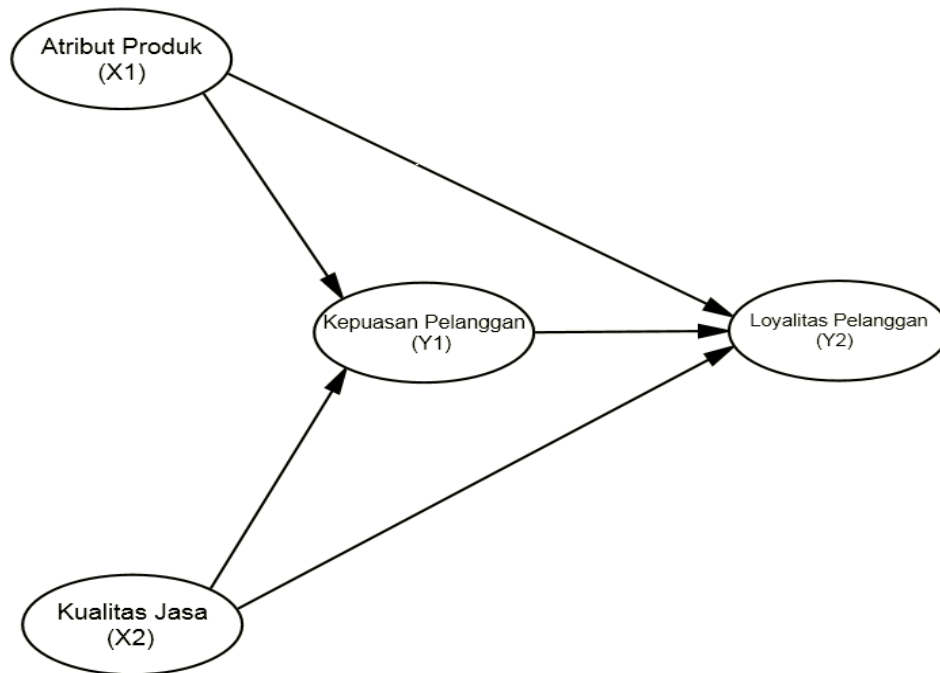 Atribut Produk
(X1)
Kepuasan Pelanggan
(Y1)
Loyalitas Pelanggan
(Y2)
Kualitas Jasa
(X2)